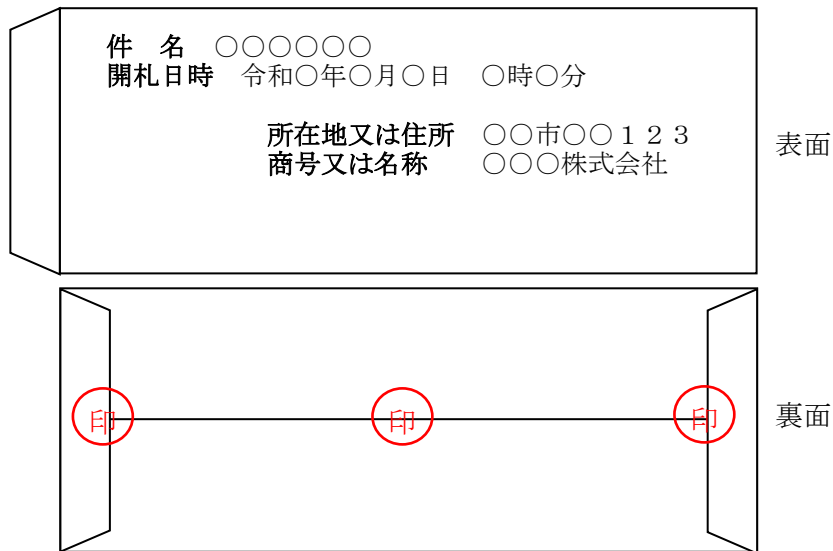 件　名　○○○○○○
開札日時　令和○年○月○日　○時○分
所在地又は住所　○○市○○１２３
商号又は名称　○○○株式会社
表面
印　印　印
裏面